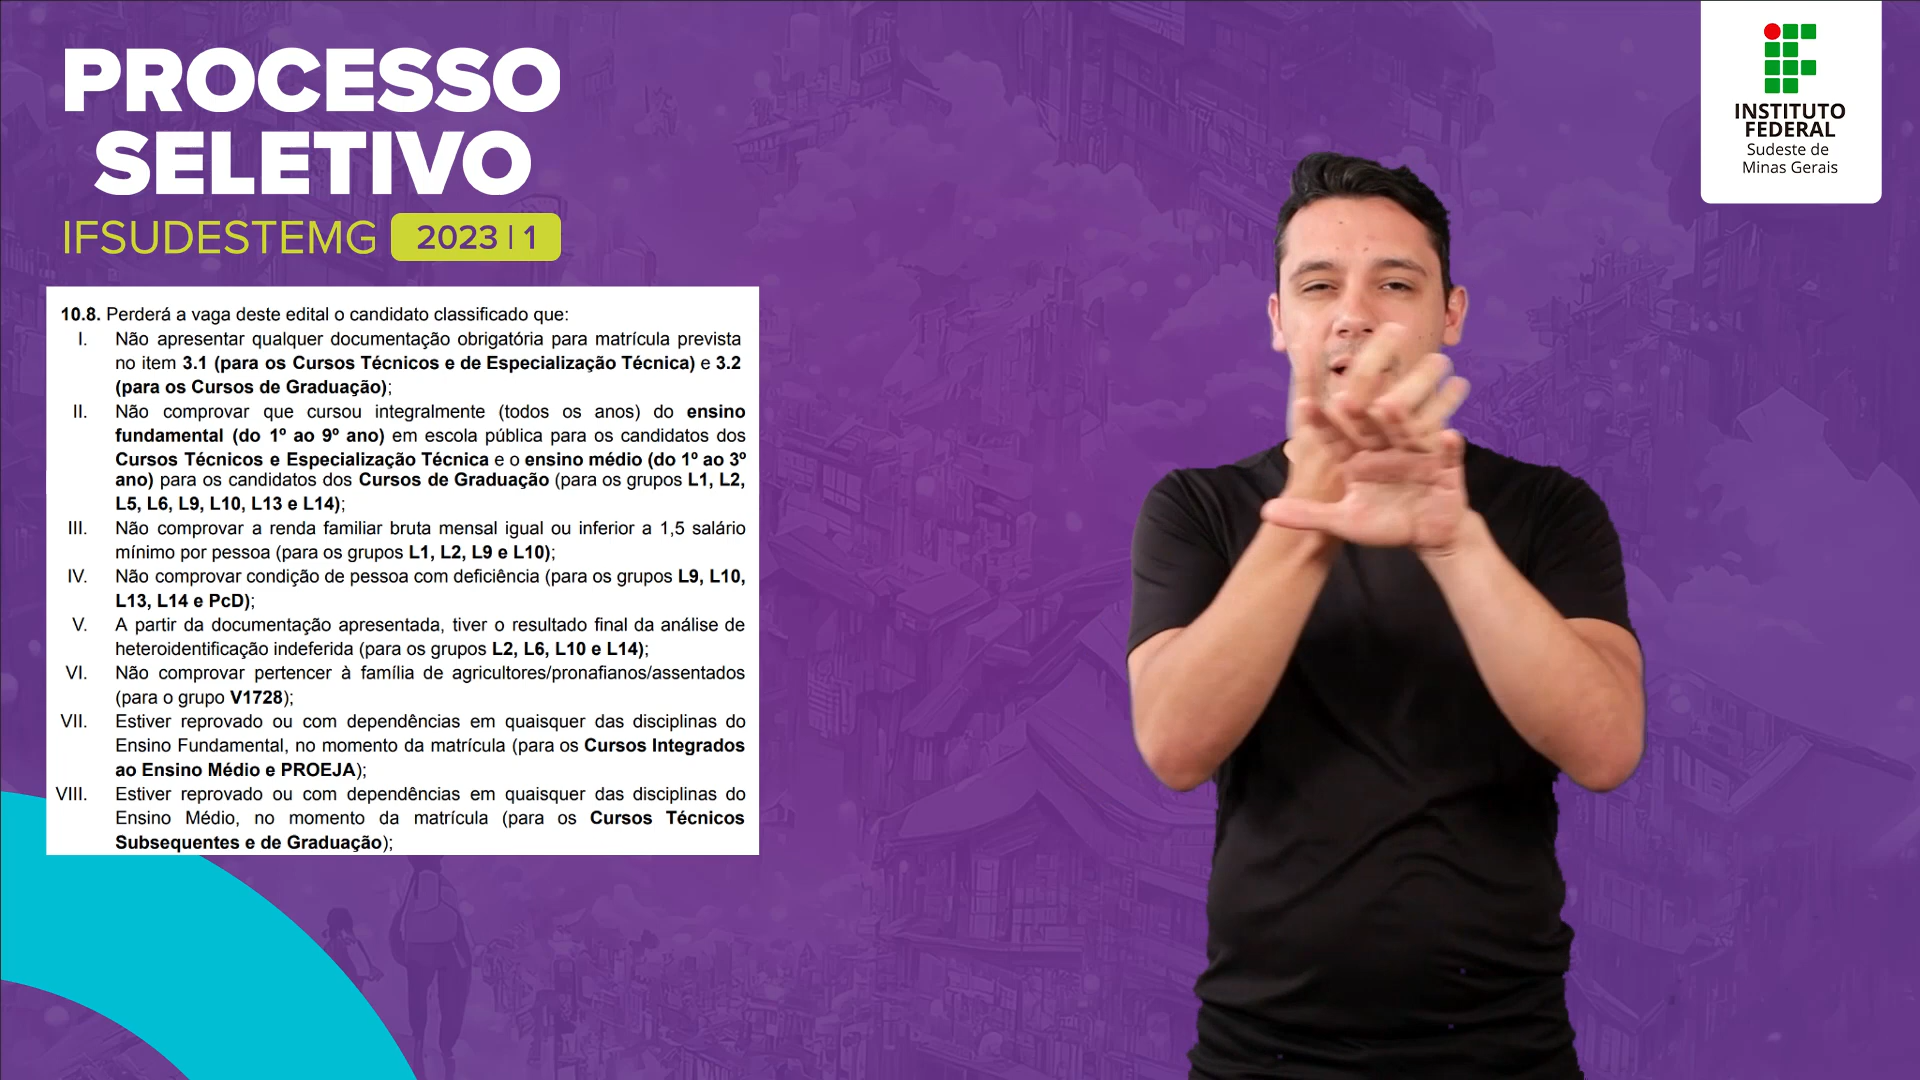 PROCESSO
SELETIVO
IFSUDESTEMG 2023 | 1
INSTITUTO
FEDERAL
Sudeste de
Minas Gerais
10.8. Perderá a vaga deste edital o candidato classificado que:
I. Não apresentar qualquer documentação obrigatória para matrícula prevista
no item 3.1 (para os Cursos Técnicos e de Especialização Técnica) e 3.2
(para os Cursos de Graduação);
II. Não comprovar que cursou integralmente (todos os anos) do ensino
fundamental (do 1º ao 9º ano) em escola pública para os candidatos dos
Cursos Técnicos e Especialização Técnica e o ensino médio (do 1º ao 3º
ano) para os candidatos dos Cursos de Graduação (para os grupos L1, L2,
L5, L6, L9, L10, L13 e L14);
III. Não comprovar a renda familiar bruta mensal igual ou inferior a 1,5 salário
mínimo por pessoa (para os grupos L1, L2, L9 e L10);
IV. Não comprovar condição de pessoa com deficiência (para os grupos L9, L10,
L13, L14 e PcD);
V. A partir da documentação apresentada, tiver o resultado final da análise de
heteroidentificação indeferida (para os grupos L2, L6, L10 e L14);
VI. Não comprovar pertencer à família de agricultores/pronafianos/assentados
(para o grupo V1728);
VII. Estiver reprovado ou com dependências em quaisquer das disciplinas do
Ensino Fundamental, no momento da matrícula (para os Cursos Integrados
ao Ensino Médio e PROEJA);
VIII. Estiver reprovado ou com dependências em quaisquer das disciplinas do
Ensino Médio, no momento da matrícula (para os Cursos Técnicos
Subsequentes e de Graduação);